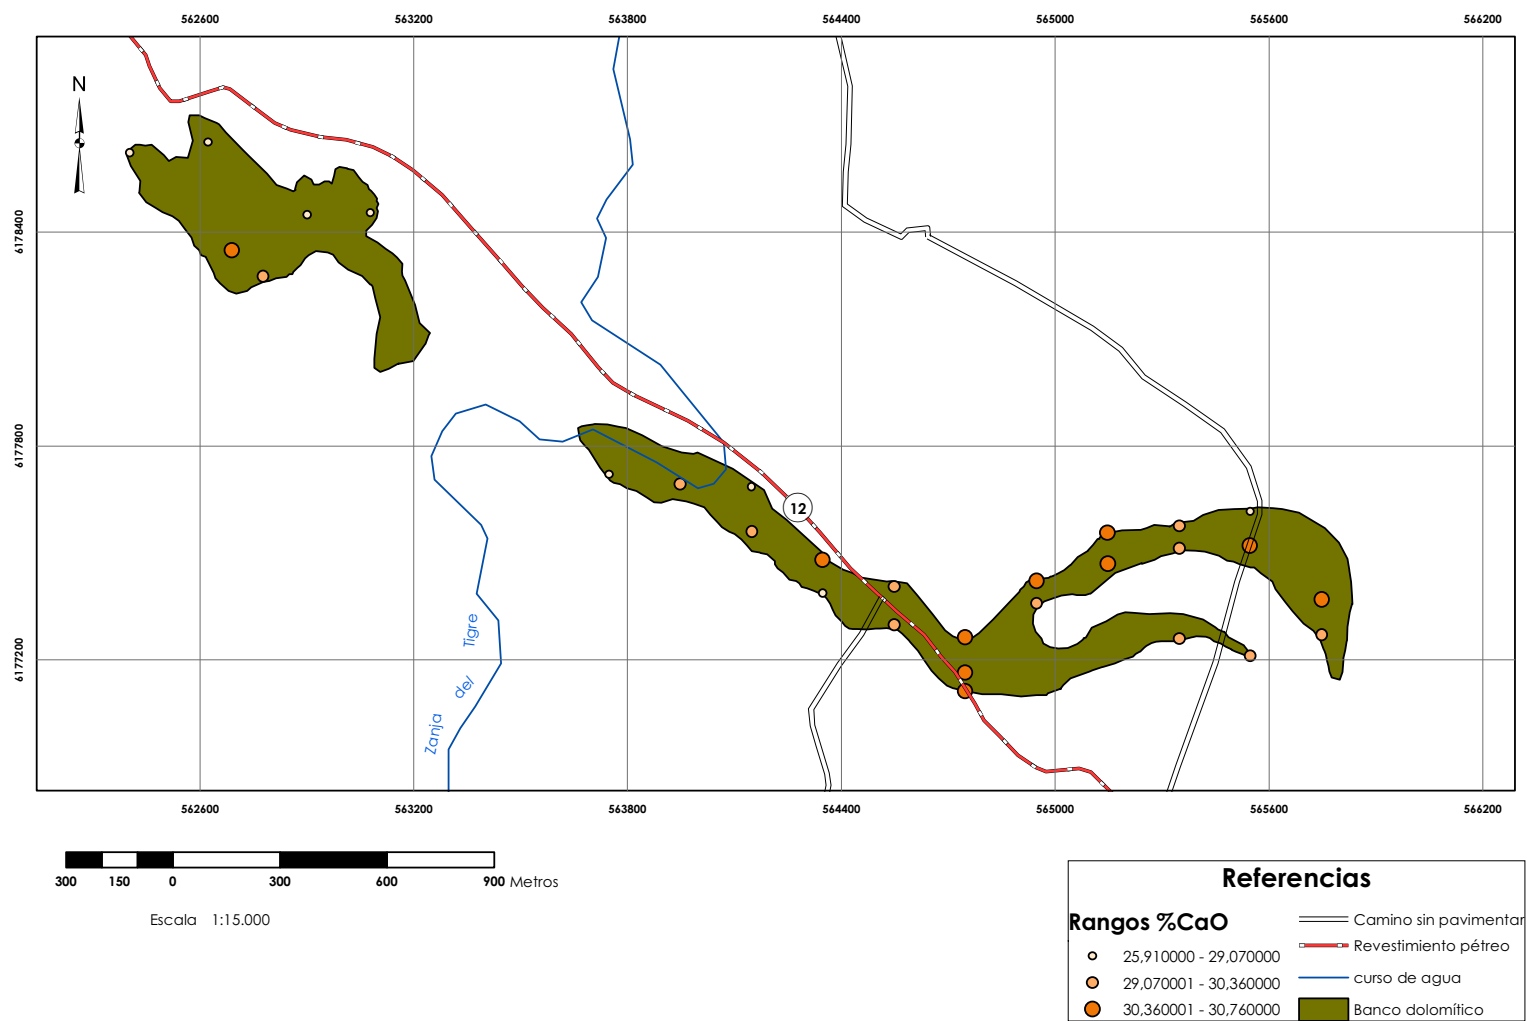 562600 563200 563800 564400 565000 565600 566200
N
6178400 6178400
12
6177800 6177800
Tigre
del
Zanja
6177200 6177200
562600 563200 563800 564400 565000 565600 566200
300 150 0 300 600 900 Metros
Escala 1:15.000
Referencias
Rangos %CaO
25,910000 - 29,070000
29,070001 - 30,360000
30,360001 - 30,760000
Camino sin pavimentar
Revestimiento pétreo
curso de agua
Banco dolomítico